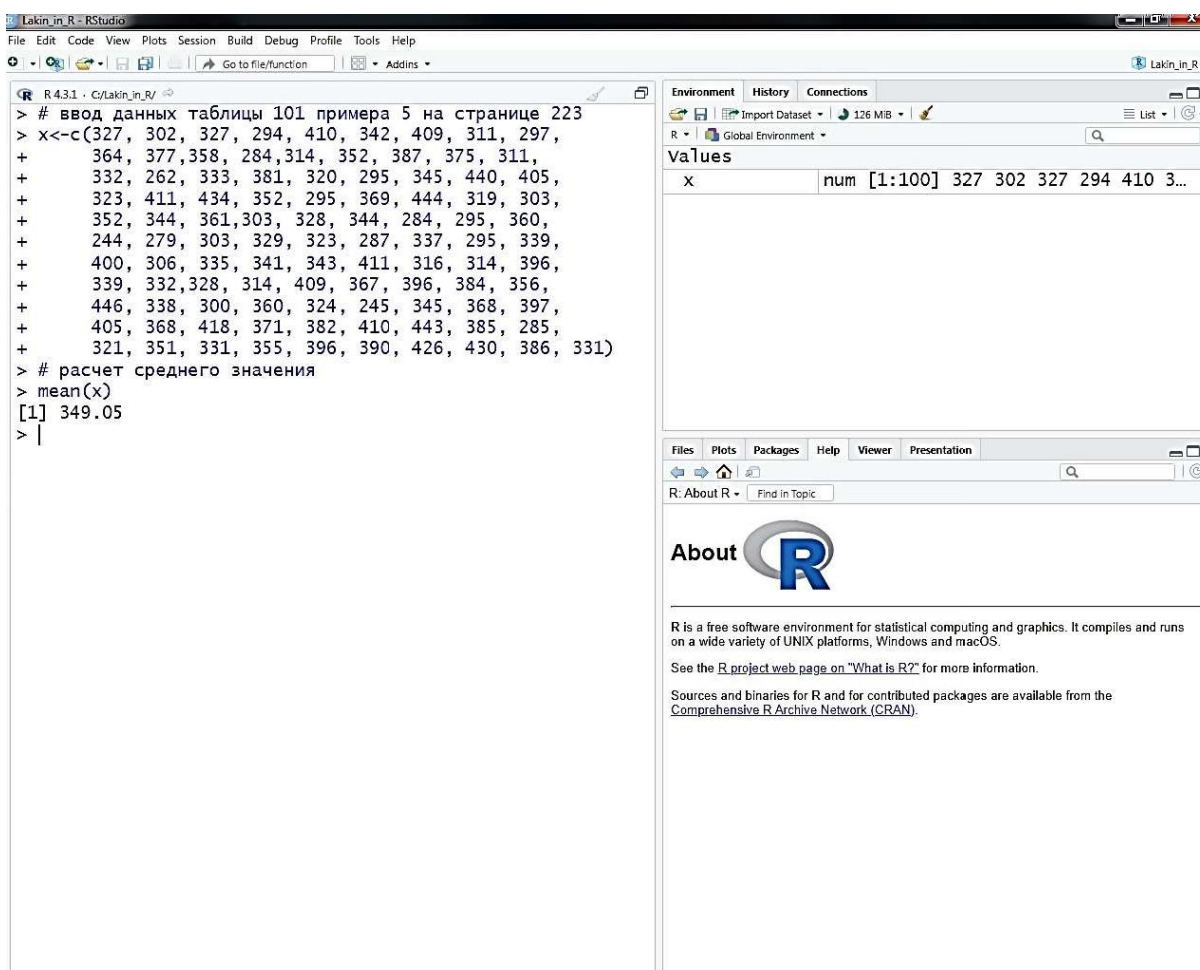 Lakin_in_R - RStudio
File Edit Code View Plots Session Build Debug Profile Tools Help
Go to file/function Addins Lakin_in_R
R 4.3.1 · C:/Lakin_in_R/
> # ввод данных таблицы 101 примера 5 на странице 223
> x<-c(327, 302, 327, 294, 410, 342, 409, 311, 297,
+ 364, 377,358, 284,314, 352, 387, 375, 311,
+ 332, 262, 333, 381, 320, 295, 345, 440, 405,
+ 323, 411, 434, 352, 295, 369, 444, 319, 303,
+ 352, 344, 361,303, 328, 344, 284, 295, 360,
+ 244, 279, 303, 329, 323, 287, 337, 295, 339,
+ 400, 306, 335, 341, 343, 411, 316, 314, 396,
+ 339, 332,328, 314, 409, 367, 396, 384, 356,
+ 446, 338, 300, 360, 324, 245, 345, 368, 397,
+ 405, 368, 418, 371, 382, 410, 443, 385, 285,
+ 321, 351, 331, 355, 396, 390, 426, 430, 386, 331)
> # расчет среднего значения
> mean(x)
[1] 349.05
>
Environment History Connections
Import Dataset 126 MiB List
R Global Environment
Values
x num [1:100] 327 302 327 294 410 3...
Files Plots Packages Help Viewer Presentation
R: About R Find in Topic
About R
R is a free software environment for statistical computing and graphics. It compiles and runs
on a wide variety of UNIX platforms, Windows and macOS.
See the R project web page on "What is R?" for more information.
Sources and binaries for R and for contributed packages are available from the
Comprehensive R Archive Network (CRAN).